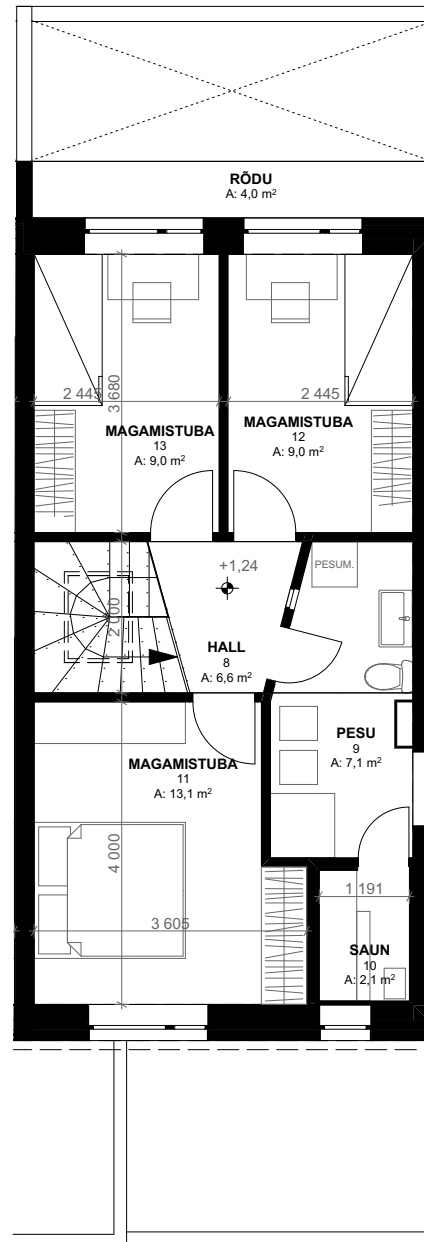 RÕDU
A: 4,0 m²
2 445
3 680
2 445
MAGAMISTUBA
13
A: 9,0 m²
MAGAMISTUBA
12
A: 9,0 m²
+1,24
PESUM.
2 000
HALL
8
A: 6,6 m²
PESU
9
A: 7,1 m²
MAGAMISTUBA
11
A: 13,1 m²
4 000
3 605
1 191
SAUN
10
A: 2,1 m²